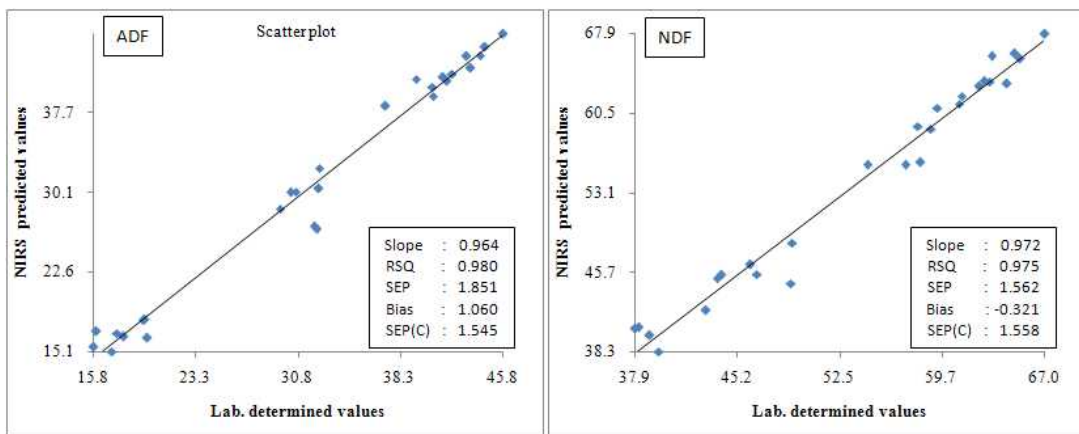 ADF
Scatterplot
NIRS predicted values
37.7
30.1
22.6
15.1
15.8
23.3
30.8
38.3
45.8
Slope : 0.964
RSQ : 0.980
SEP : 1.851
Bias : 1.060
SEP(C) : 1.545
Lab. determined values
NDF
NIRS predicted values
67.9
60.5
53.1
45.7
38.3
37.9
45.2
52.5
59.7
67.0
Slope : 0.972
RSQ : 0.975
SEP : 1.562
Bias : -0.321
SEP(C) : 1.558
Lab. determined values